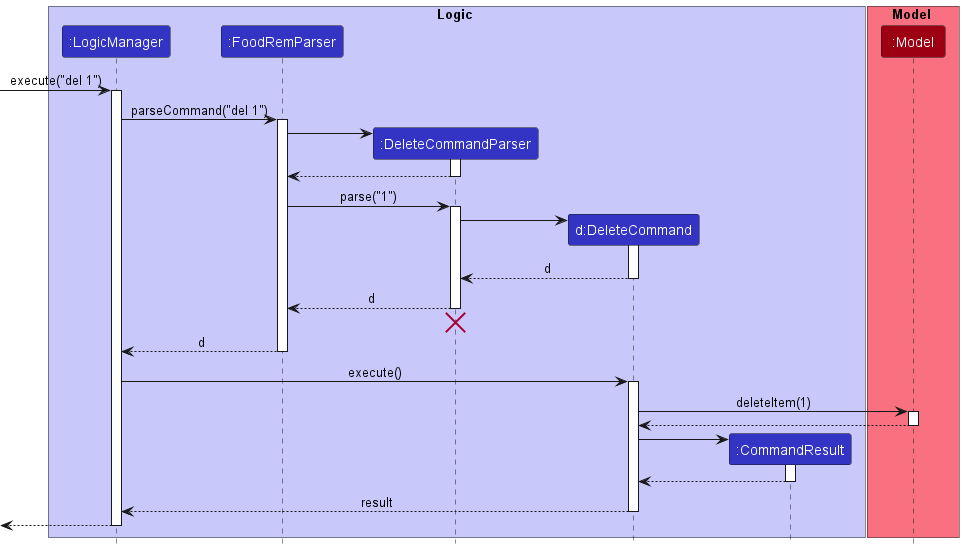 Logic
Model
:LogicManager
:FoodRemParser
:Model
execute("del 1")
parseCommand("del 1")
:DeleteCommandParser
parse("1")
d:DeleteCommand
d
d
d
execute()
deleteItem(1)
:CommandResult
result